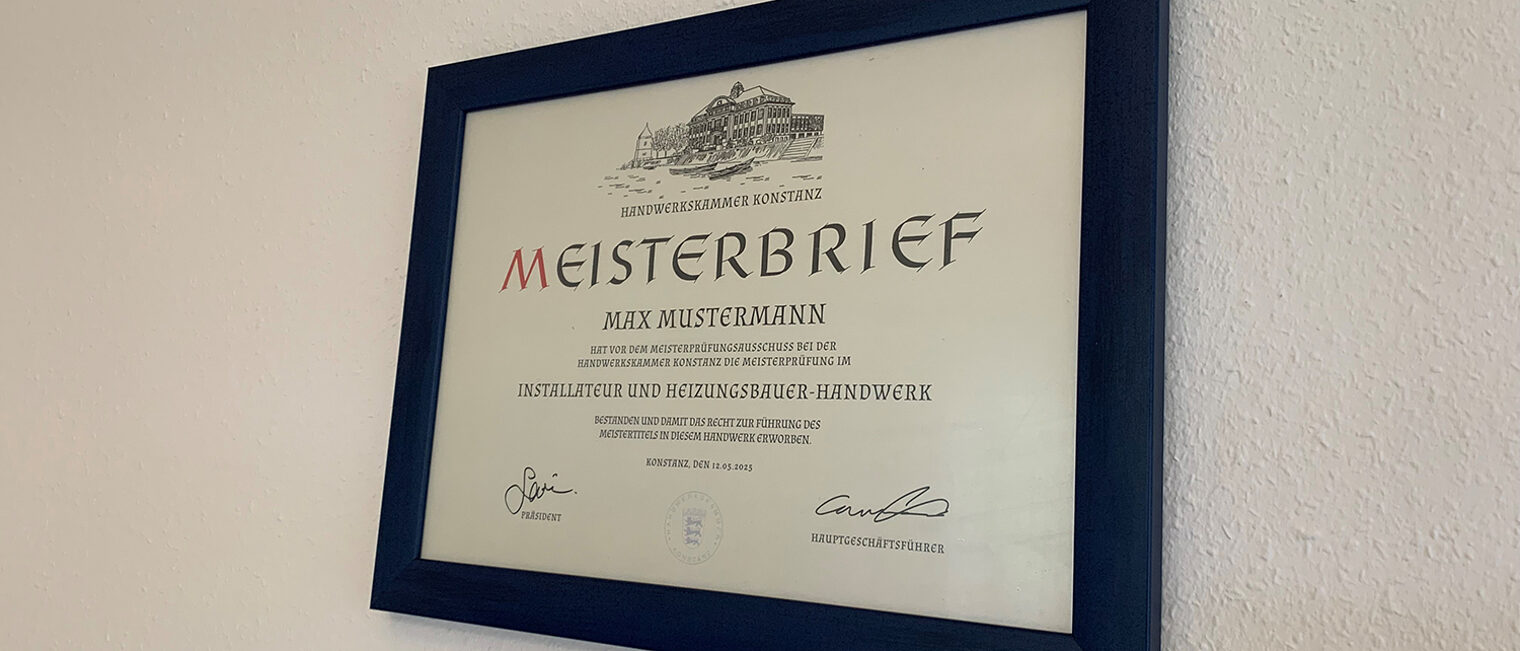 HANDWERKSKAMMER KONSTANZ
MEISTERBRIEF
MAX MUSTERMANN
HAT VOR DEM MEISTERPRÜFUNGSAUSSCHUSS BEI DER
HANDWERKSKAMMER KONSTANZ DIE MEISTERPRÜFUNG IM
INSTALLATEUR UND HEIZUNGSBAUER-HANDWERK
BESTANDEN UND DAMIT DAS RECHT ZUR FÜHRUNG DES
MEISTERTITELS IN DIESEM HANDWERK ERWORBEN.
KONSTANZ, DEN 12.05.2025
PRÄSIDENT
HANDWERKSKAMMER
KONSTANZ
HAUPTGESCHÄFTSFÜHRER